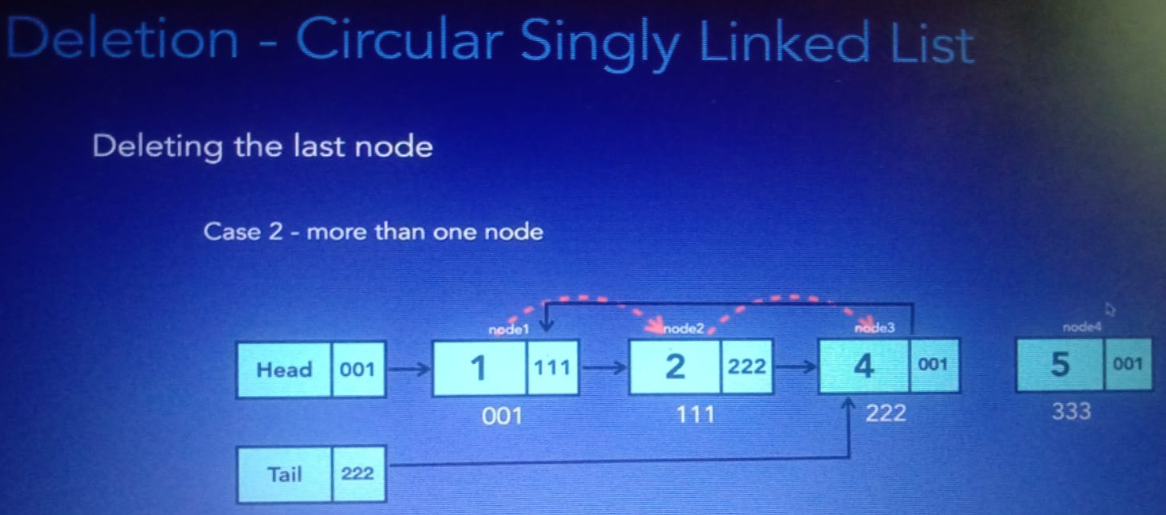 Deletion - Circular Singly Linked List
Deleting the last node
Case 2 - more than one node
node1 node2 node3 node4
Head 001 1 111 2 222 4 001 5 001
001 111 222 333
Tail 222